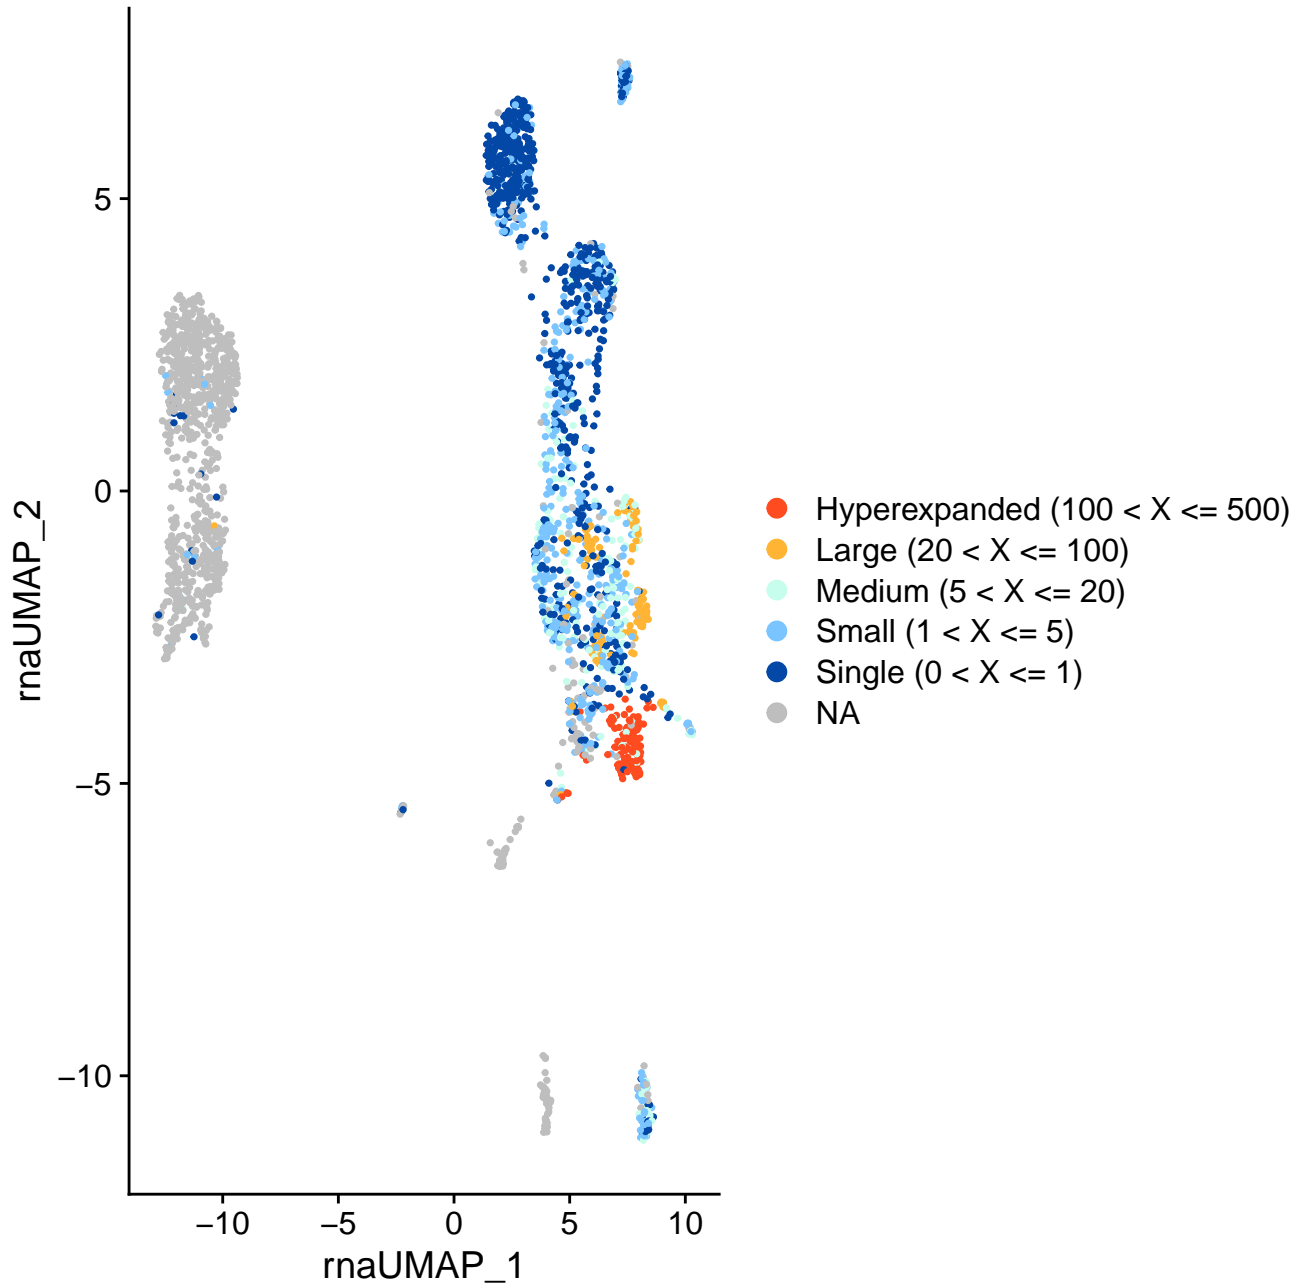 5
0
−5
−10
rnaUMAP_2
−10 −5 0 5 10
rnaUMAP_1
Hyperexpanded (100 < X <= 500)
Large (20 < X <= 100)
Medium (5 < X <= 20)
Small (1 < X <= 5)
Single (0 < X <= 1)
NA